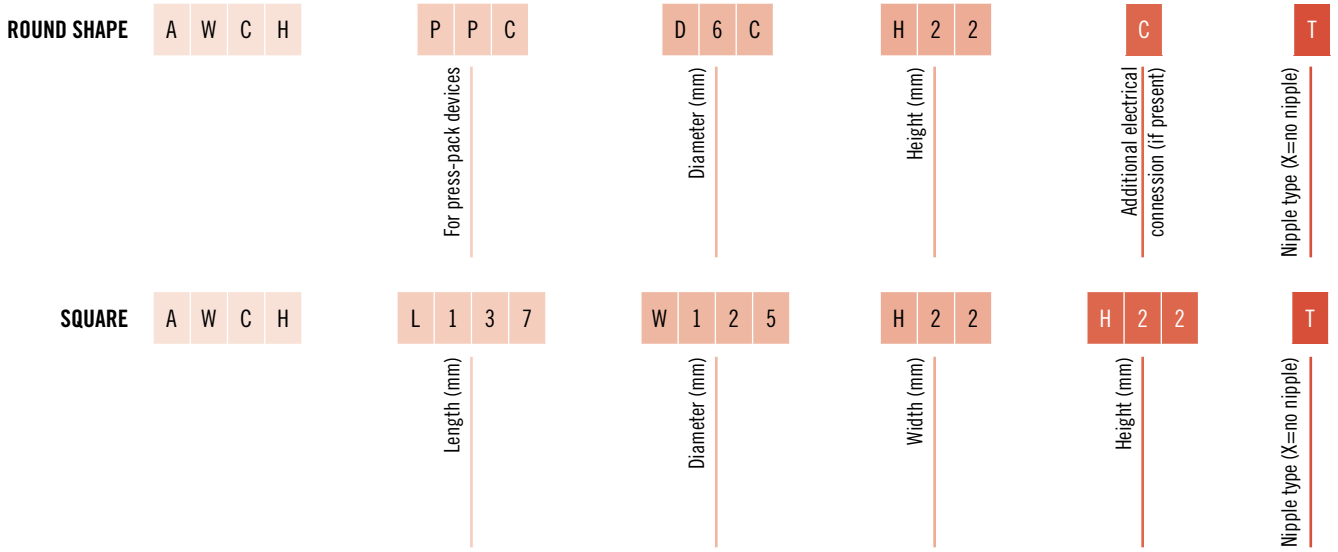 ROUND SHAPE A W C H P P C D 6 C H 2 2 C T
For press-pack devices
Diameter (mm)
Height (mm)
Additional electrical
connession (if present)
Nipple type (X=no nipple)
SQUARE A W C H L 1 3 7 W 1 2 5 H 2 2 H 2 2 T
Length (mm)
Diameter (mm)
Width (mm)
Height (mm)
Nipple type (X=no nipple)